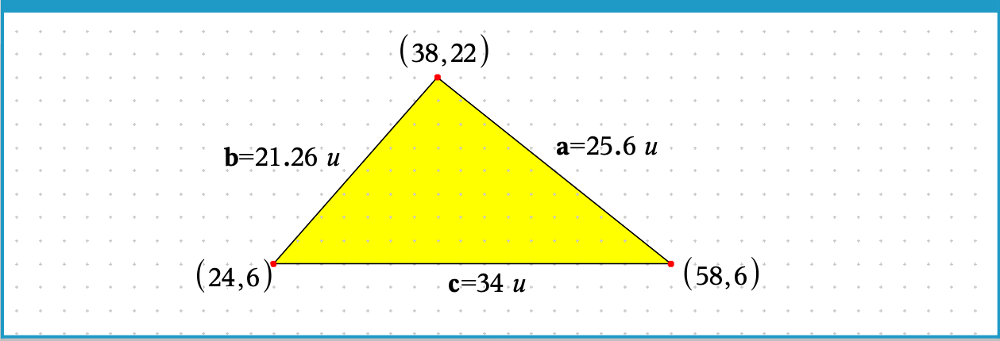 (38,22)
a=25.6 u
b=21.26 u
(24,6)
(58,6)
c=34 u